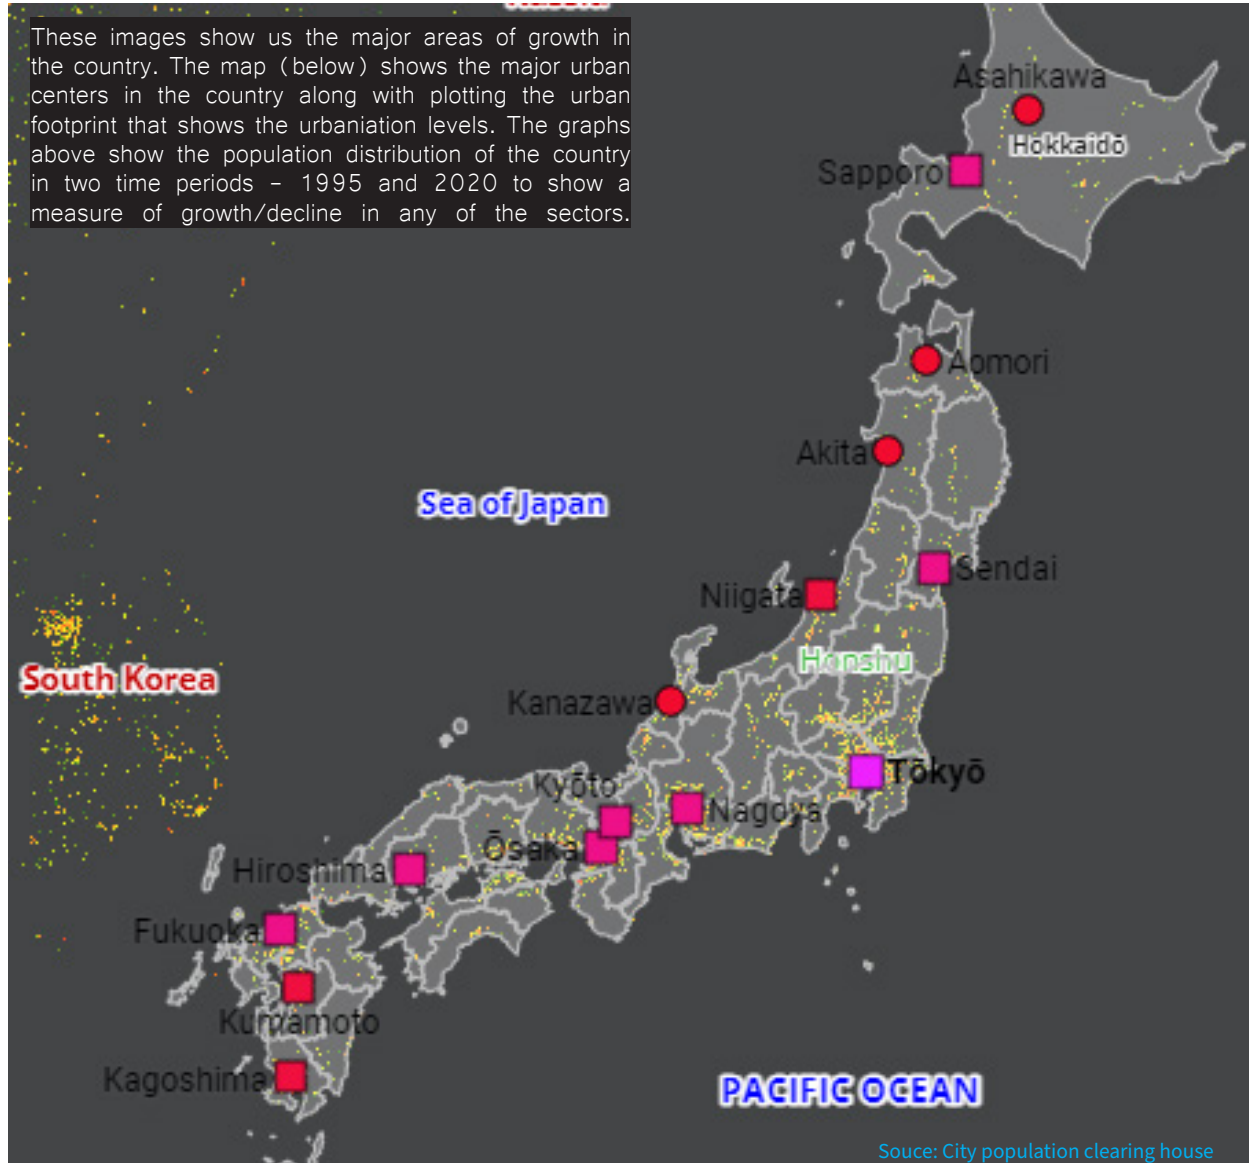 Russia
These images show us the major areas of growth in
the country. The map (below) shows the major urban
centers in the country along with plotting the urban
footprint that shows the urbaniation levels. The graphs
above show the population distribution of the country
in two time periods – 1995 and 2020 to show a
measure of growth/decline in any of the sectors.
Asahikawa
Hokkaidō
Sapporo
Aomori
Akita
Sea of Japan
Sendai
Niigata
Honshu
South Korea
Kanazawa
Tōkyō
Kyōto
Nagoya
Ōsaka
Hiroshima
Fukuoka
Kumamoto
Kagoshima
PACIFIC OCEAN
Souce: City population clearing house